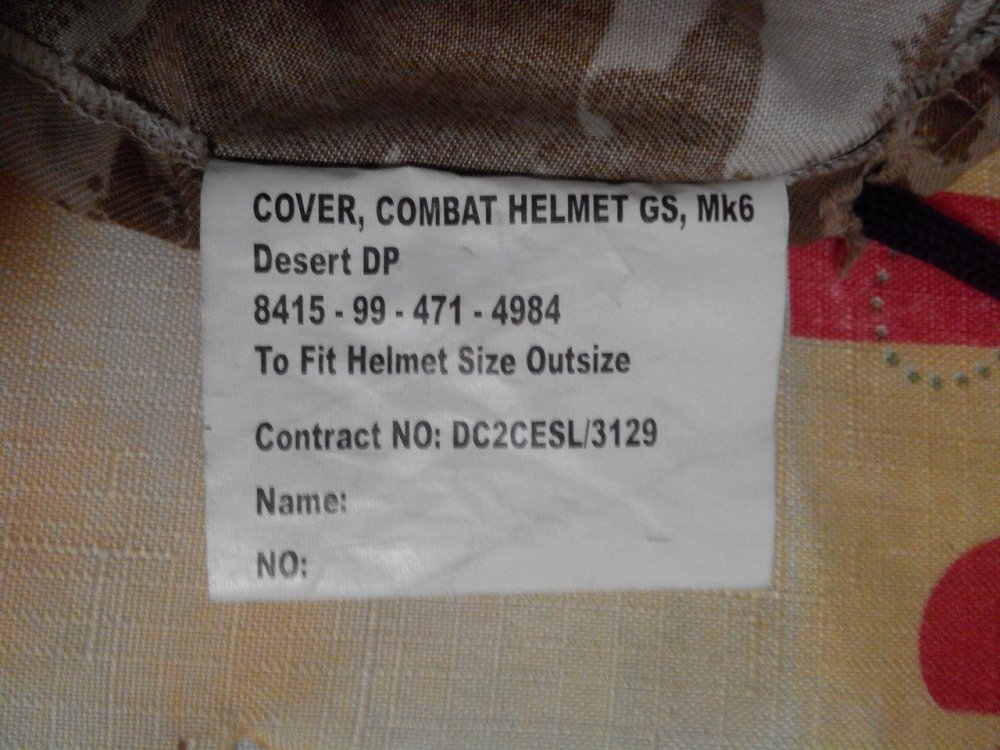 COVER, COMBAT HELMET GS, Mk6
Desert DP
8415 - 99 - 471 - 4984
To Fit Helmet Size Outsize
Contract NO: DC2CESL/3129
Name:
NO: